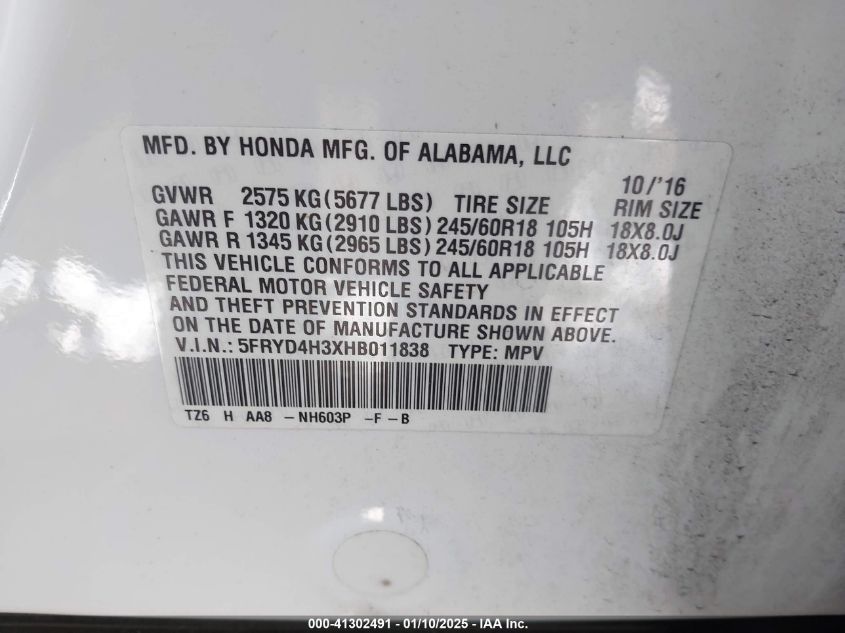 MFD. BY HONDA MFG. OF ALABAMA, LLC
10/'16
GVWR 2575 KG(5677 LBS) TIRE SIZE RIM SIZE
GAWR F 1320 KG(2910 LBS) 245/60R18 105H 18X8.0J
GAWR R 1345 KG(2965 LBS) 245/60R18 105H 18X8.0J
THIS VEHICLE CONFORMS TO ALL APPLICABLE
FEDERAL MOTOR VEHICLE SAFETY
AND THEFT PREVENTION STANDARDS IN EFFECT
ON THE DATE OF MANUFACTURE SHOWN ABOVE.
V.I.N.: 5FRYD4H3XHB011838 TYPE: MPV
TZ6 H AA8 -NH603P -F-B
000-41302491 - 01/10/2025 - IAAI Inc.